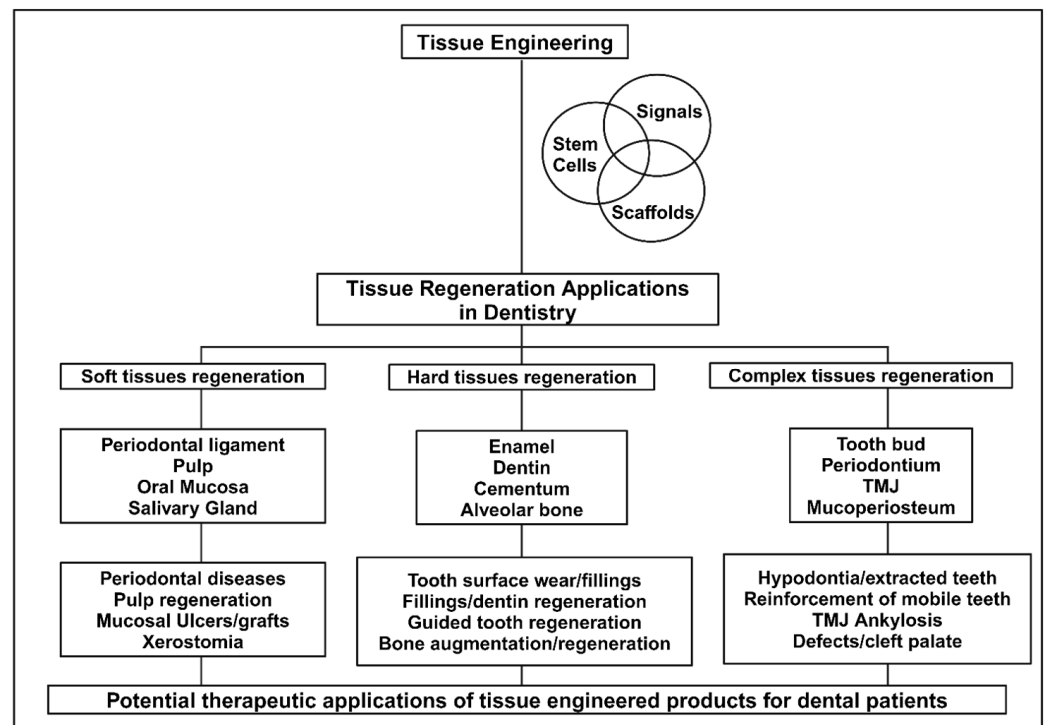 Tissue Engineering
Signals
Stem
Cells
Scaffolds
Tissue Regeneration Applications
in Dentistry
Soft tissues regeneration
Hard tissues regeneration
Complex tissues regeneration
Periodontal ligament
Pulp
Oral Mucosa
Salivary Gland
Enamel
Dentin
Cementum
Alveolar bone
Tooth bud
Periodontium
TMJ
Mucoperiosteum
Periodontal diseases
Pulp regeneration
Mucosal Ulcers/grafts
Xerostomia
Tooth surface wear/fillings
Fillings/dentin regeneration
Guided tooth regeneration
Bone augmentation/regeneration
Hypodontia/extracted teeth
Reinforcement of mobile teeth
TMJ Ankylosis
Defects/cleft palate
Potential therapeutic applications of tissue engineered products for dental patients